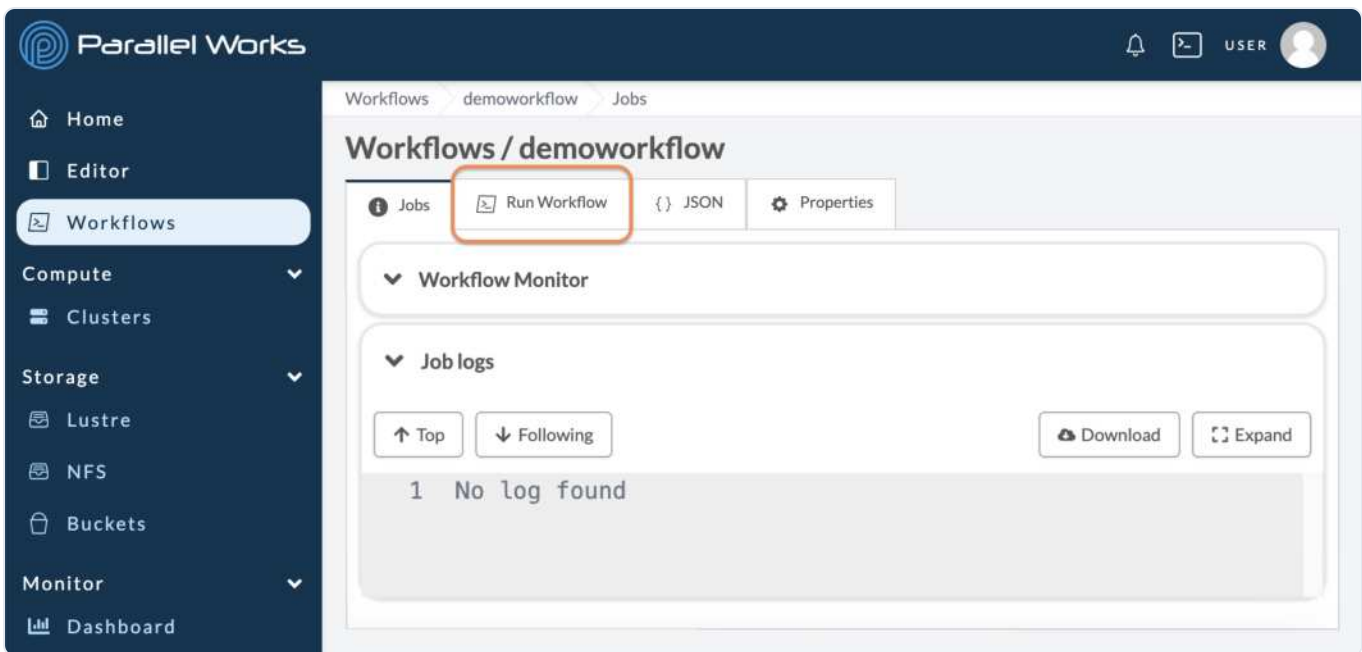 Parallel Works
USER
Home
Editor
Workflows
Compute
Clusters
Storage
Lustre
NFS
Buckets
Monitor
Dashboard
Workflows demoworkflow Jobs
Workflows / demoworkflow
Jobs Run Workflow {} JSON Properties
Workflow Monitor
Job logs
Top Following Download Expand
1 No log found